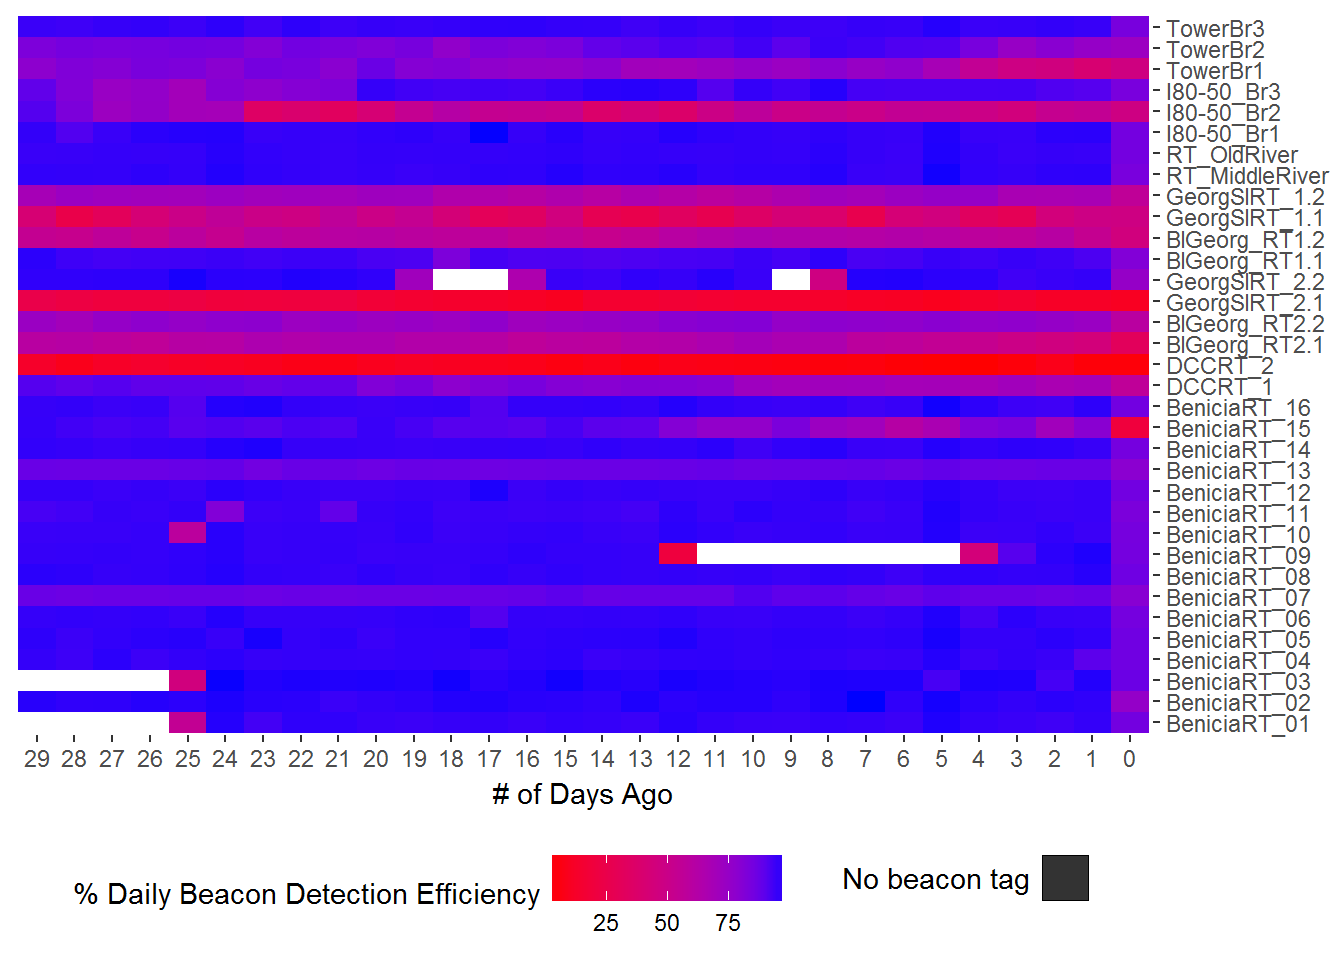 TowerBr3
TowerBr2
TowerBr1
I80-50_Br3
I80-50_Br2
I80-50_Br1
RT_OldRiver
RT_MiddleRiver
GeorgSlRT_1.2
GeorgSlRT_1.1
BlGeorg_RT1.2
BlGeorg_RT1.1
GeorgSlRT_2.2
GeorgSlRT_2.1
BlGeorg_RT2.2
BlGeorg_RT2.1
DCCRT_2
DCCRT_1
BeniciaRT_16
BeniciaRT_15
BeniciaRT_14
BeniciaRT_13
BeniciaRT_12
BeniciaRT_11
BeniciaRT_10
BeniciaRT_09
BeniciaRT_08
BeniciaRT_07
BeniciaRT_06
BeniciaRT_05
BeniciaRT_04
BeniciaRT_03
BeniciaRT_02
BeniciaRT_01
29 28 27 26 25 24 23 22 21 20 19 18 17 16 15 14 13 12 11 10 9 8 7 6 5 4 3 2 1 0
# of Days Ago
% Daily Beacon Detection Efficiency
25 50 75
No beacon tag